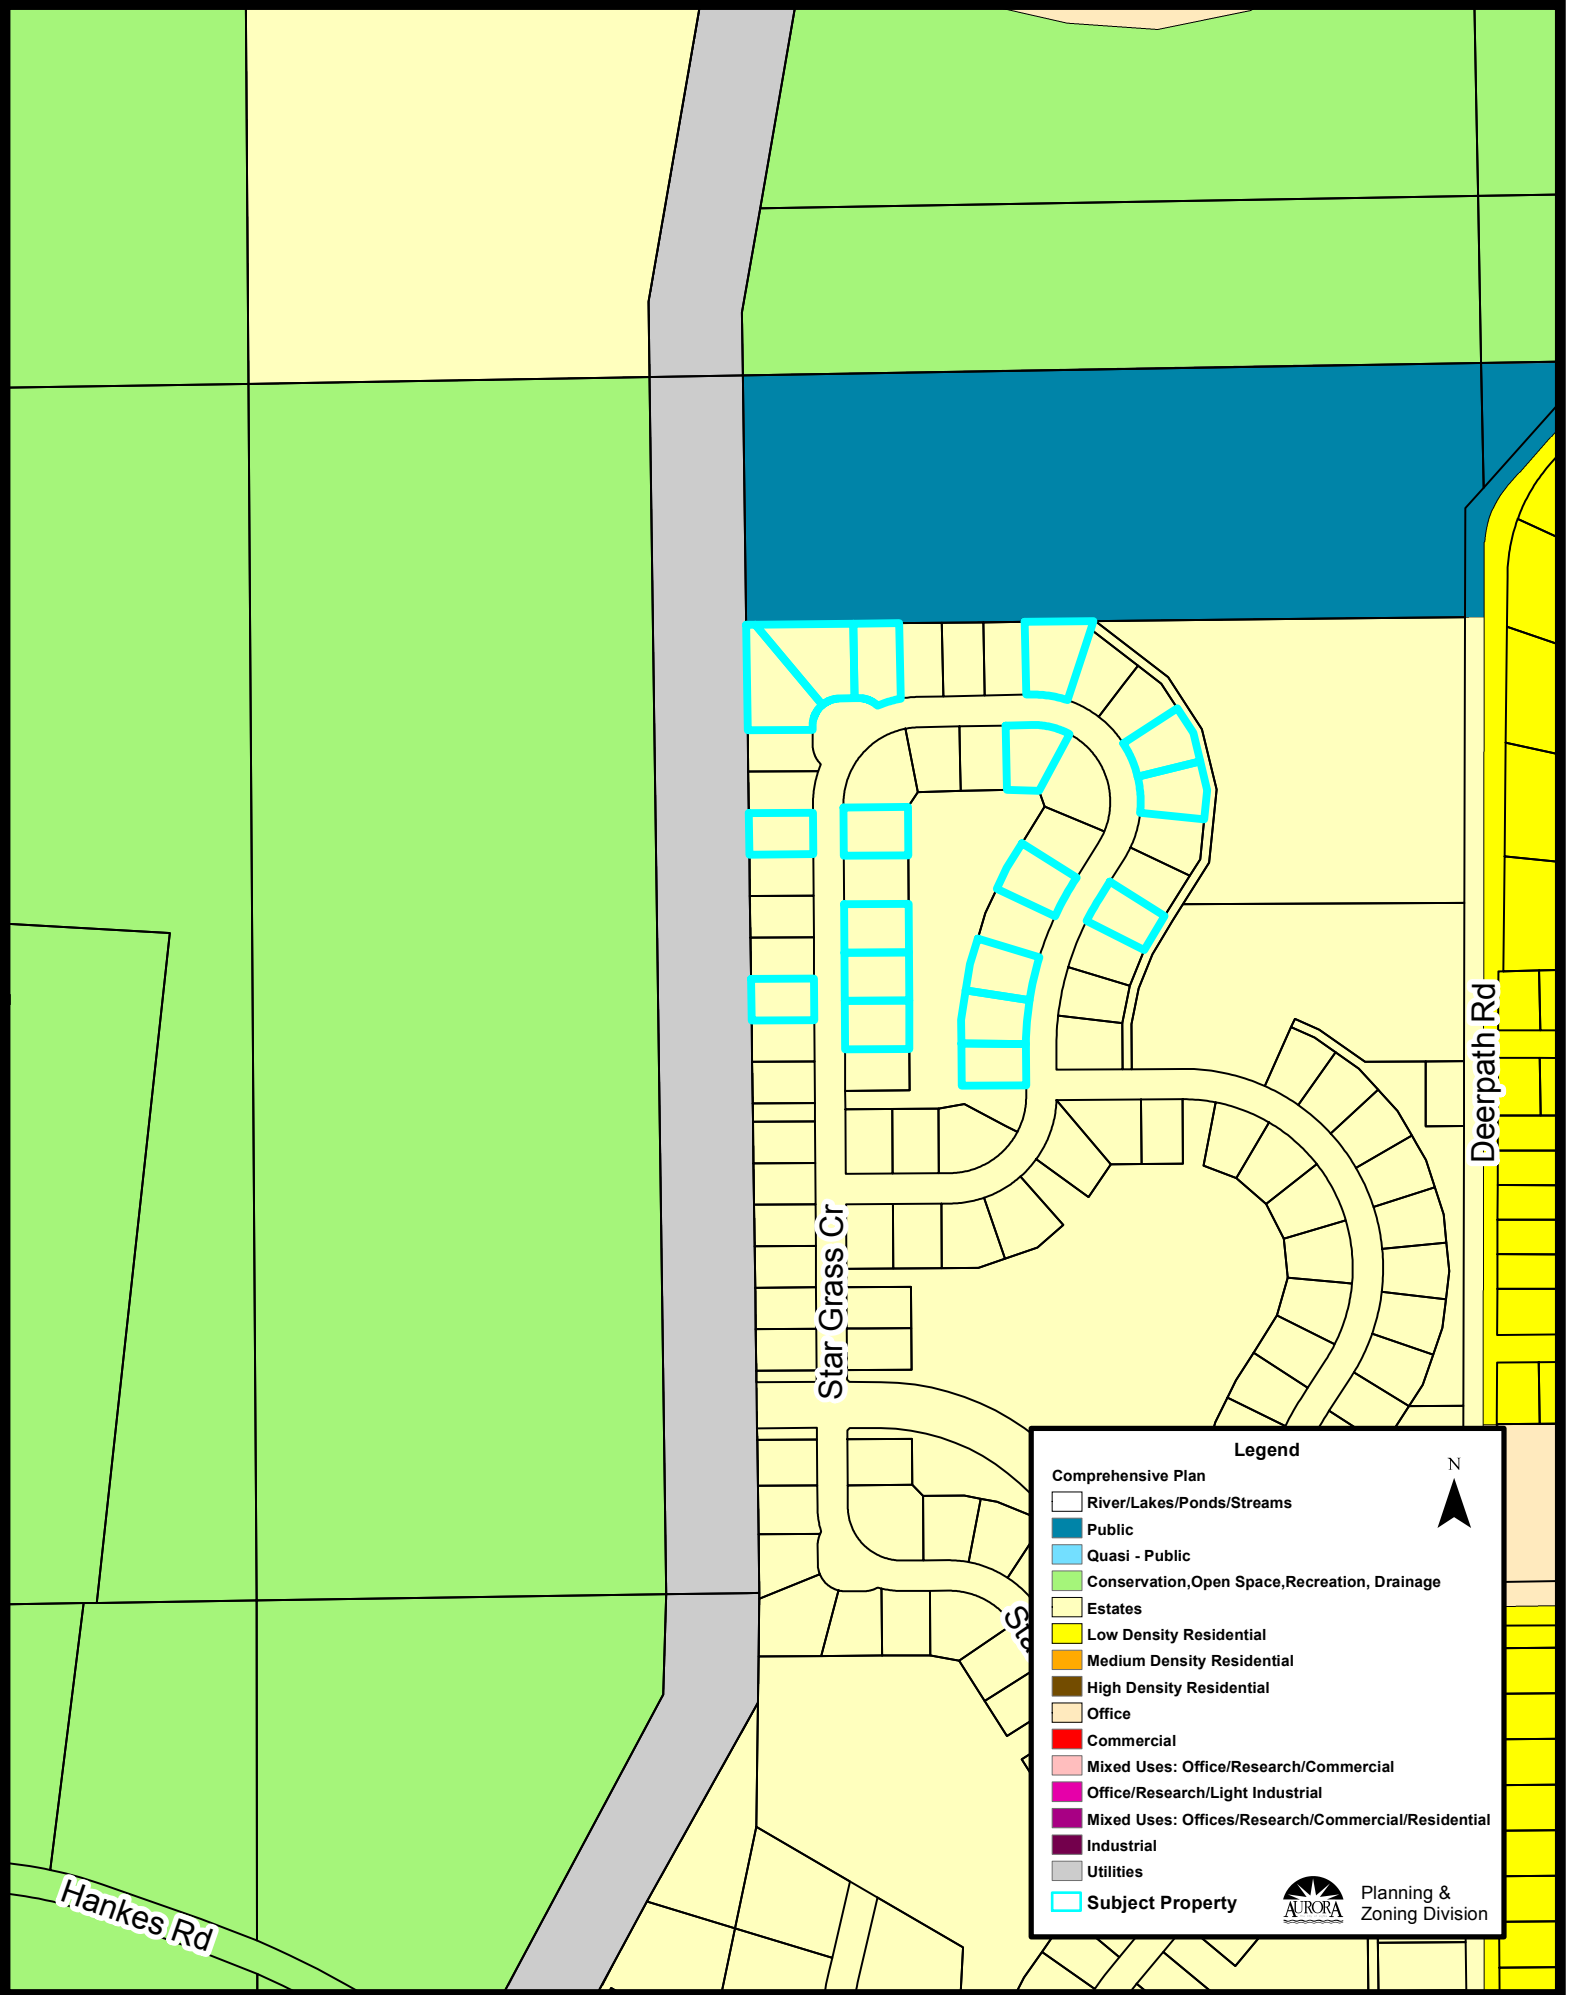 Deerpath Rd
Star Grass Cr
Sta
Hankes Rd
Legend
Comprehensive Plan
N
River/Lakes/Ponds/Streams
Public
Quasi - Public
Conservation,Open Space,Recreation, Drainage
Estates
Low Density Residential
Medium Density Residential
High Density Residential
Office
Commercial
Mixed Uses: Office/Research/Commercial
Office/Research/Light Industrial
Mixed Uses: Offices/Research/Commercial/Residential
Industrial
Utilities
Subject Property
AURORA
Planning &
Zoning Division